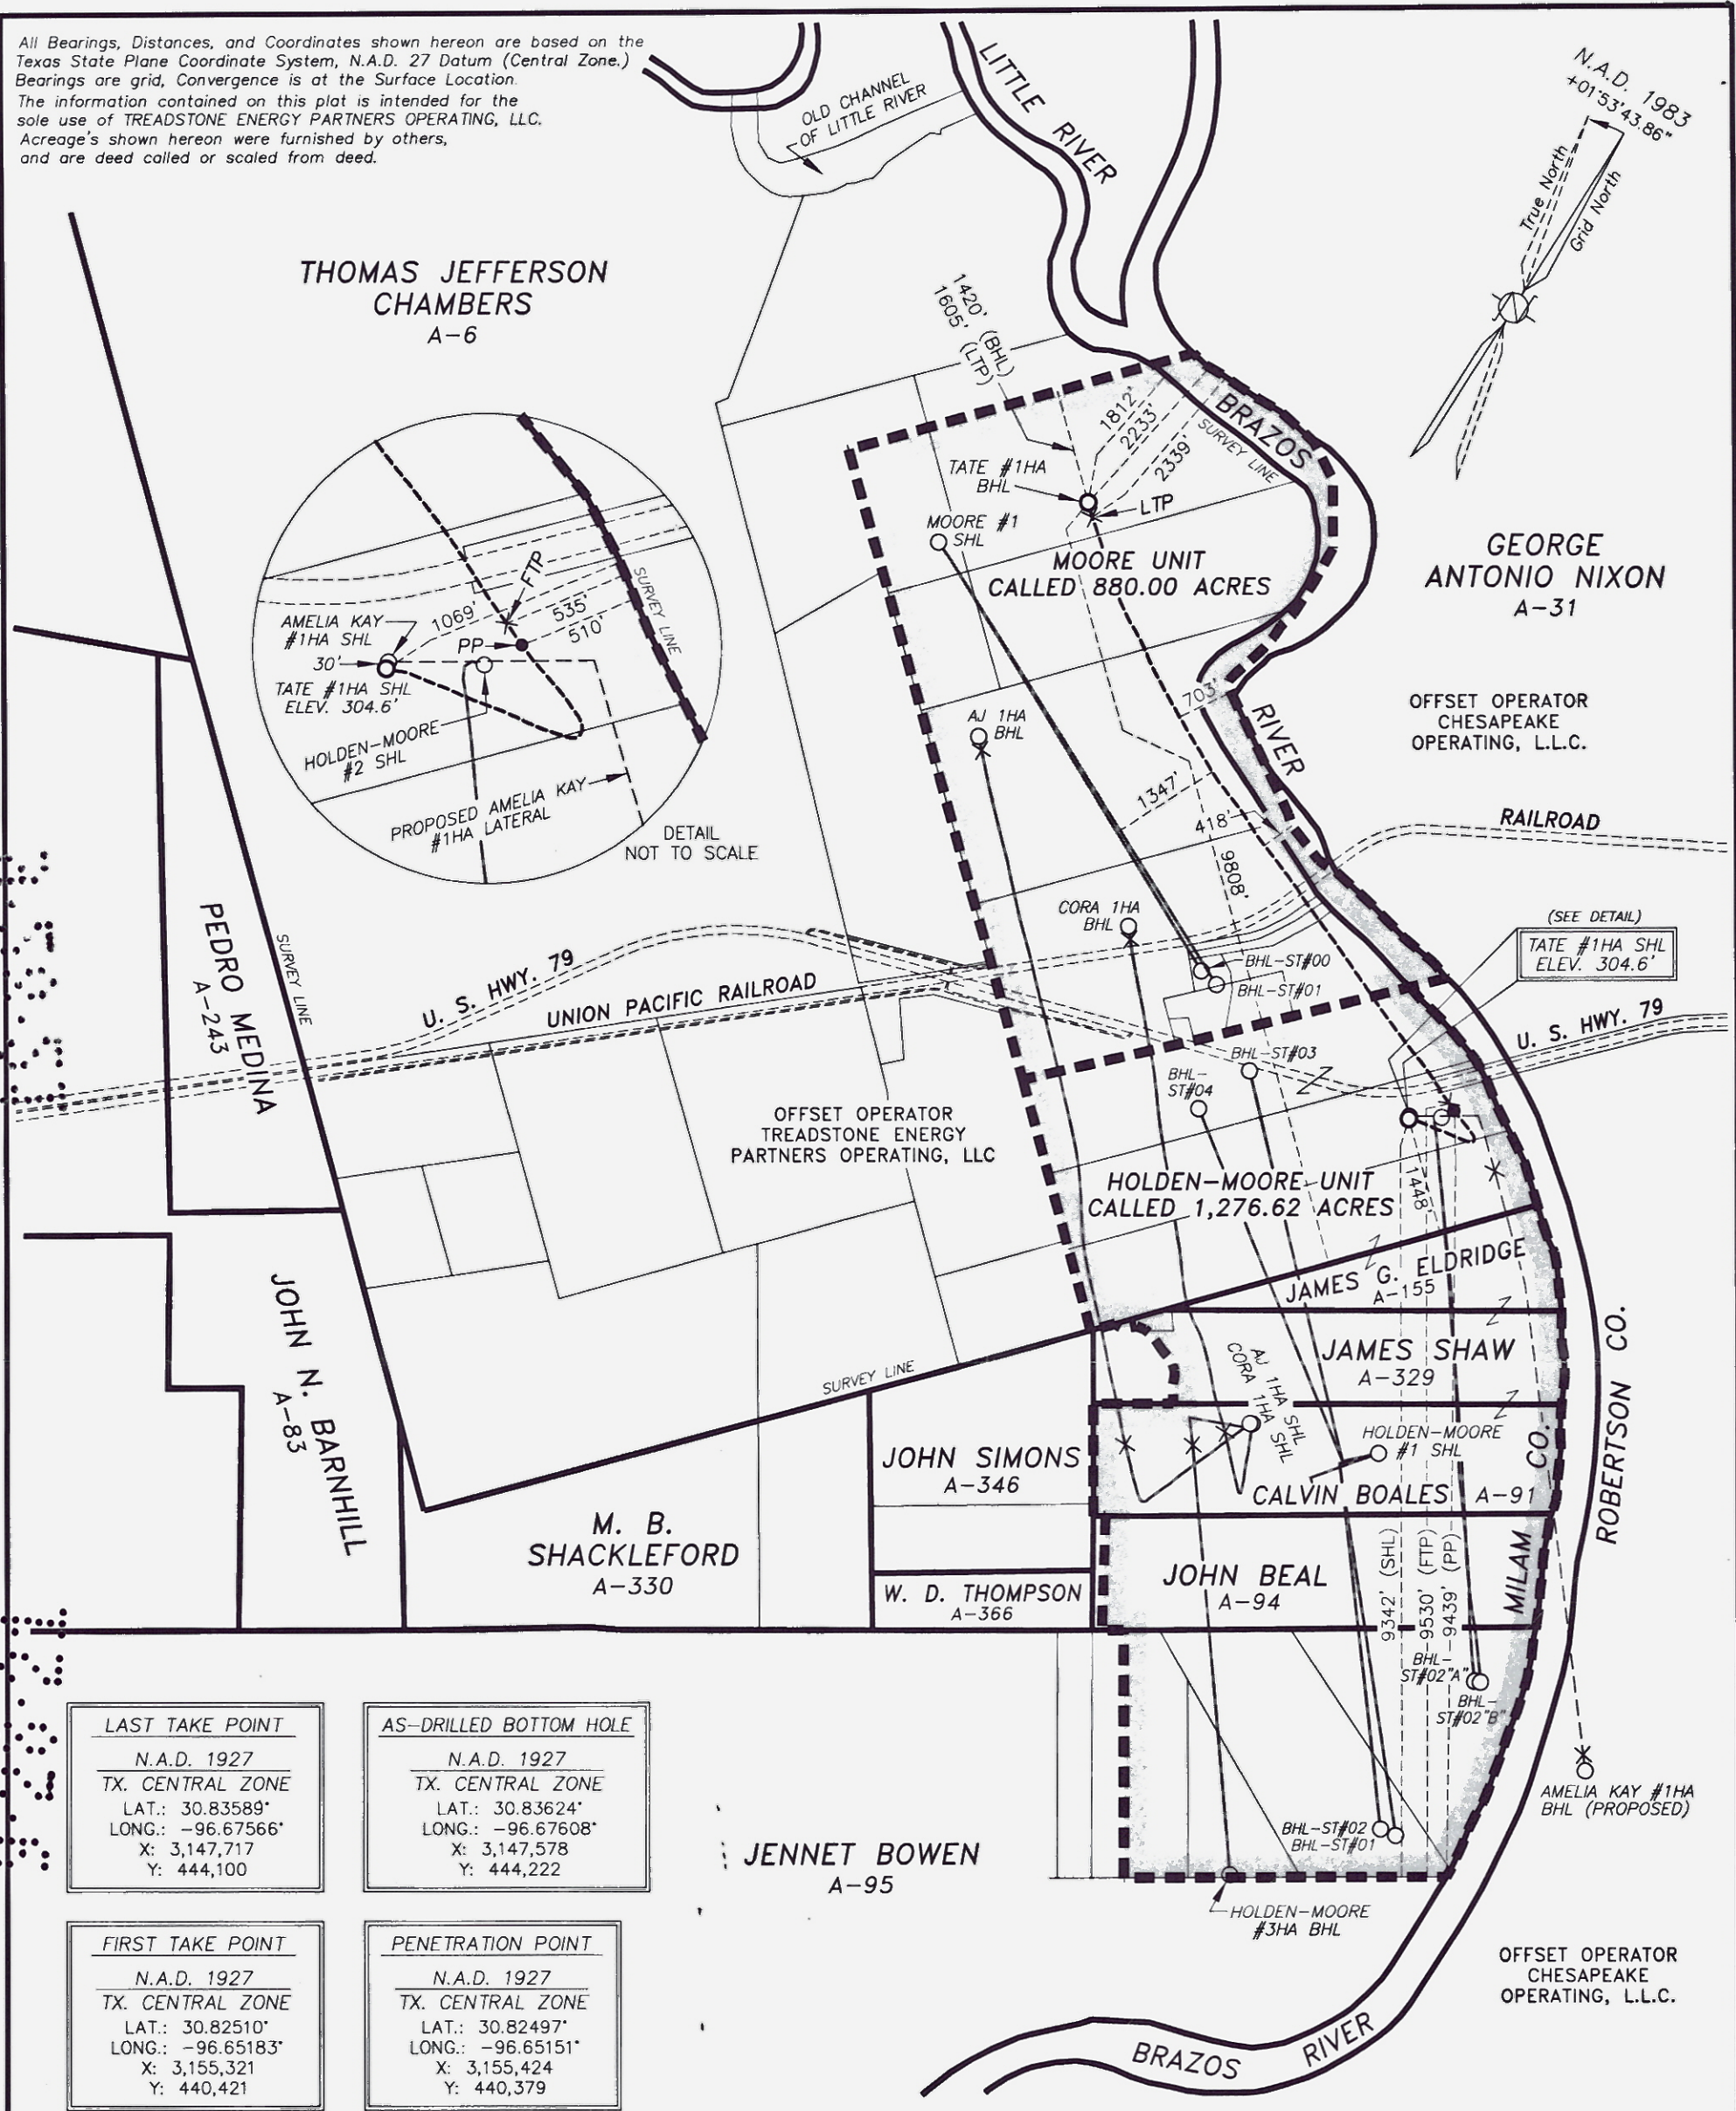 All Bearings, Distances, and Coordinates shown hereon are based on the
Texas State Plane Coordinate System, N.A.D. 27 Datum (Central Zone.)
Bearings are grid, Convergence is at the Surface Location.
The information contained on this plat is intended for the
sole use of TREADSTONE ENERGY PARTNERS OPERATING, LLC.
Acreage's shown hereon were furnished by others,
and are deed called or scaled from deed.
OLD CHANNEL
OF LITTLE RIVER
LITTLE RIVER
N.A.D. 1983
+01°53'43.86"
True North
Grid North
THOMAS JEFFERSON
CHAMBERS
A-6
1420' (BHL)
1605' (LTP)
1812'
2233'
2339'
BRAZOS
SURVEY LINE
TATE #1HA
BHL
LTP
MOORE #1
SHL
MOORE UNIT
CALLED 880.00 ACRES
GEORGE
ANTONIO NIXON
A-31
FTP
SURVEY LINE
AMELIA KAY
#1HA SHL
1069'
535'
510'
PP
30'
TATE #1HA SHL
ELEV. 304.6'
HOLDEN-MOORE
#2 SHL
PROPOSED AMELIA KAY
#1HA LATERAL
DETAIL
NOT TO SCALE
703'
RIVER
AJ 1HA
BHL
OFFSET OPERATOR
CHESAPEAKE
OPERATING, L.L.C.
1347'
418'
9808'
RAILROAD
CORA 1HA
BHL
BHL-ST#00
BHL-ST#01
(SEE DETAIL)
TATE #1HA SHL
ELEV. 304.6'
PEDRO MEDINA
A-243
SURVEY LINE
U. S. HWY. 79
UNION PACIFIC RAILROAD
U. S. HWY. 79
BHL-ST#03
BHL-
ST#04
OFFSET OPERATOR
TREADSTONE ENERGY
PARTNERS OPERATING, LLC
HOLDEN-MOORE UNIT
CALLED 1,276.62 ACRES
1448'
JAMES G. ELDRIDGE
A-155
JAMES SHAW
A-329
ROBERTSON CO.
JOHN N. BARNHILL
A-83
SURVEY LINE
AJ 1HA SHL
CORA 1HA SHL
HOLDEN-MOORE
#1 SHL
JOHN SIMONS
A-346
CALVIN BOALES A-91
MILAM CO.
M. B.
SHACKLEFORD
A-330
W. D. THOMPSON
A-366
JOHN BEAL
A-94
9342' (SHL)
9530' (FTP)
9439' (PP)
BHL-
ST#02"A"
BHL-
ST#02"B"
AMELIA KAY #1HA
BHL (PROPOSED)
BHL-ST#02
BHL-ST#01
JENNET BOWEN
A-95
HOLDEN-MOORE
#3HA BHL
LAST TAKE POINT
N.A.D. 1927
TX. CENTRAL ZONE
LAT.: 30.83589°
LONG.: -96.67566°
X: 3,147,717
Y: 444,100
AS-DRILLED BOTTOM HOLE
N.A.D. 1927
TX. CENTRAL ZONE
LAT.: 30.83624°
LONG.: -96.67608°
X: 3,147,578
Y: 444,222
FIRST TAKE POINT
N.A.D. 1927
TX. CENTRAL ZONE
LAT.: 30.82510°
LONG.: -96.65183°
X: 3,155,321
Y: 440,421
PENETRATION POINT
N.A.D. 1927
TX. CENTRAL ZONE
LAT.: 30.82497°
LONG.: -96.65151°
X: 3,155,424
Y: 440,379
OFFSET OPERATOR
CHESAPEAKE
OPERATING, L.L.C.
BRAZOS RIVER